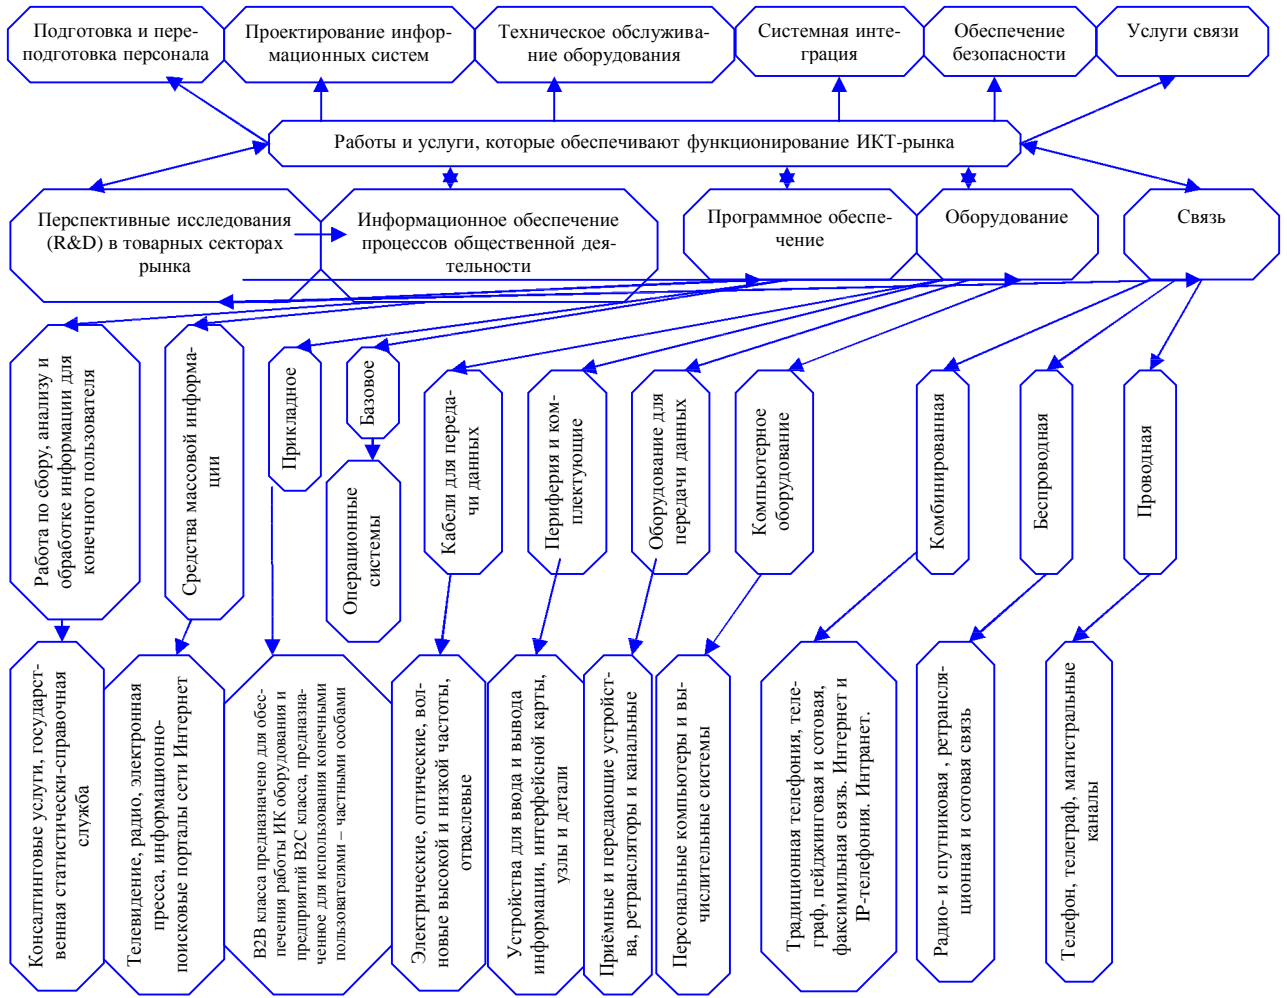 Подготовка и пере-
подготовка персонала
Проектирование инфор-
мационных систем
Техническое обслужива-
ние оборудования
Системная инте-
грация
Обеспечение
безопасности
Услуги связи
Работы и услуги, которые обеспечивают функционирование ИКТ-рынка
Перспективные исследования
(R&D) в товарных секторах
рынка
Информационное обеспечение
процессов общественной дея-
тельности
Программное обеспе-
чение
Оборудование
Связь
Работа по сбору, анализу и
обработке информации для
конечного пользователя
Средства массовой информа-
ции
Прикладное
Базовое
Операционные
системы
Кабели для переда-
чи данных
Периферия и ком-
плектующие
Оборудование для
передачи данных
Компьютерное
оборудование
Комбинированная
Беспроводная
Проводная
Консалтинговые услуги, государст-
венная статистически-справочная
служба
Телевидение, радио, электронная
пресса, информационно-
поисковые порталы сети Интернет
B2B класса предназначено для обес-
печения работы ИК оборудования и
предприятий B2C класса, предназна-
ченное для использования конечными
пользователями – частными особами
Электрические, оптические, вол-
новые высокой и низкой частоты,
отраслевые
Устройства для ввода и вывода
информации, интерфейсной карты,
узлы и детали
Приёмные и передающие устройст-
ва, ретрансляторы и канальные
Персональные компьютеры и вы-
числительные системы
Традиционная телефония, теле-
граф, пейджинговая и сотовая,
факсимильная связь. Интернет и
IP-телефония. Интранет.
Радио- и спутниковая , ретрансля-
ционная и сотовая связь
Телефон, телеграф, магистральные
каналы